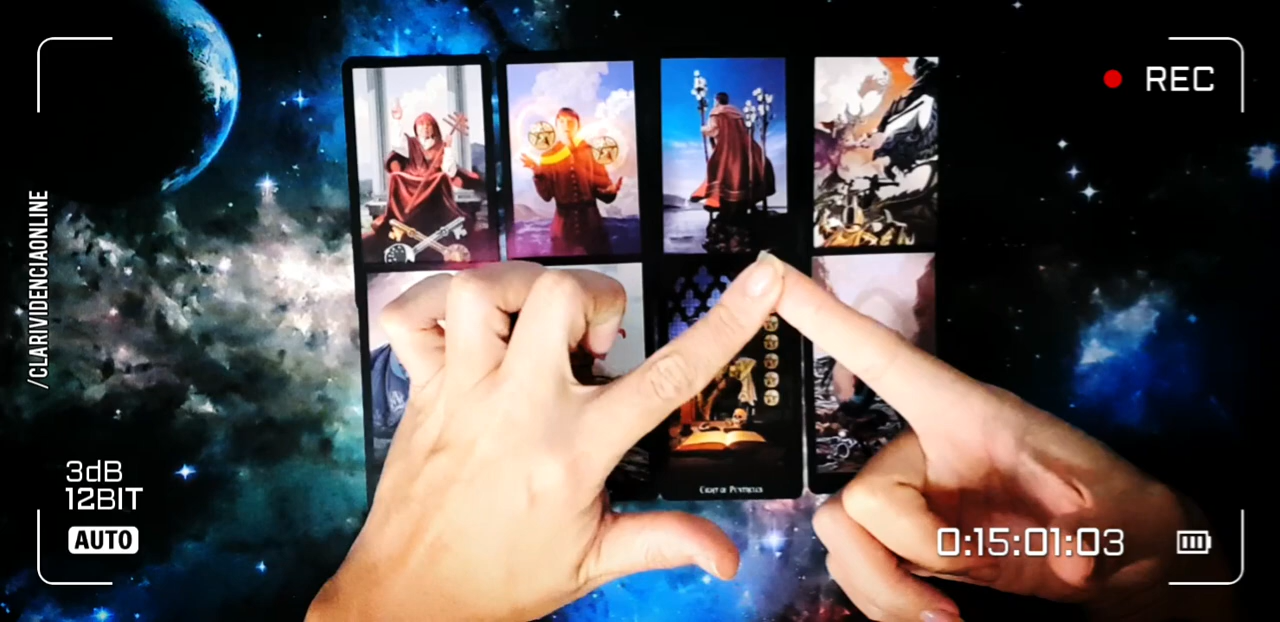 REC
/CLARIVIDENCIAONLINE
3dB
12BIT
AUTO
0:15:01:03